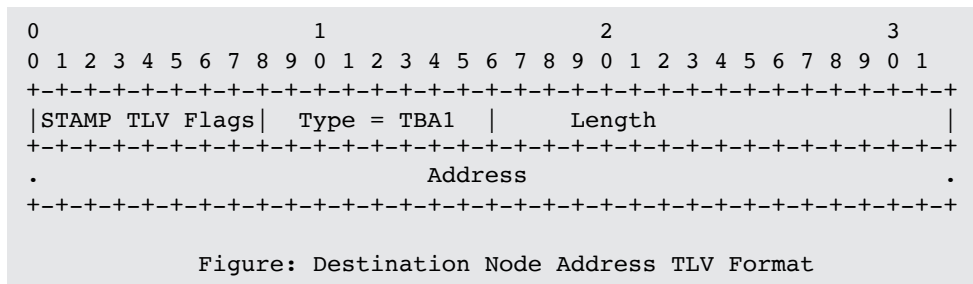 0                   1                   2                   3
0 1 2 3 4 5 6 7 8 9 0 1 2 3 4 5 6 7 8 9 0 1 2 3 4 5 6 7 8 9 0 1
+-+-+-+-+-+-+-+-+-+-+-+-+-+-+-+-+-+-+-+-+-+-+-+-+-+-+-+-+-+-+-+-+
|STAMP TLV Flags|  Type = TBA1  |     Length                    |
+-+-+-+-+-+-+-+-+-+-+-+-+-+-+-+-+-+-+-+-+-+-+-+-+-+-+-+-+-+-+-+-+
.                           Address                             .
+-+-+-+-+-+-+-+-+-+-+-+-+-+-+-+-+-+-+-+-+-+-+-+-+-+-+-+-+-+-+-+-+
Figure: Destination Node Address TLV Format